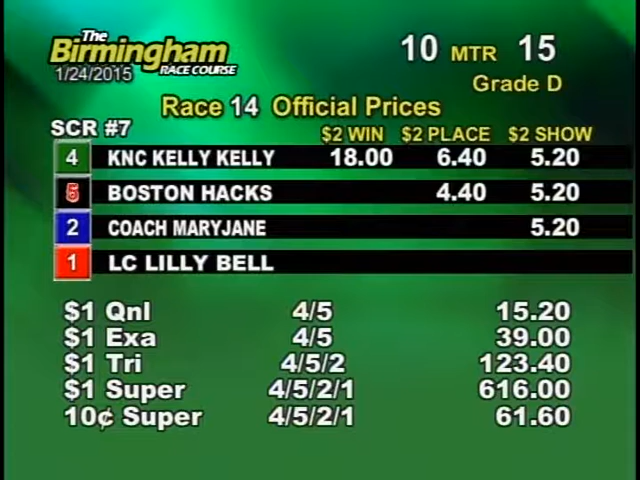 The
Birmingham
RACE COURSE
1/24/2015
10 MTR 15
Grade D
Race 14 Official Prices
SCR #7
$2 WIN $2 PLACE $2 SHOW
4 KNC KELLY KELLY 18.00 6.40 5.20
5 BOSTON HACKS 4.40 5.20
2 COACH MARYJANE 5.20
1 LC LILLY BELL
$1 Qnl 4/5 15.20
$1 Exa 4/5 39.00
$1 Tri 4/5/2 123.40
$1 Super 4/5/2/1 616.00
10¢ Super 4/5/2/1 61.60